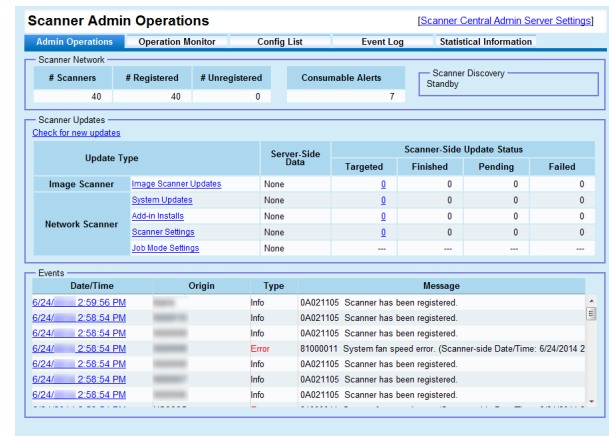 Scanner Admin Operations
[Scanner Central Admin Server Settings]
Admin Operations Operation Monitor Config List Event Log Statistical Information
Scanner Network
# Scanners # Registered # Unregistered Consumable Alerts Scanner Discovery
Standby
40 40 0 7
Scanner Updates
Check for new updates
Update Type Server-Side Data Scanner-Side Update Status
Targeted Finished Pending Failed
Image Scanner Image Scanner Updates None 0 0 0 0
Network Scanner System Updates None 0 0 0 0
Add-in Installs None 0 0 0 0
Scanner Settings None 0 0 0 0
Job Mode Settings None --- --- --- ---
Events
Date/Time Origin Type Message
6/24/ 2:59:56 PM Info 0A021105 Scanner has been registered.
6/24/ 2:58:54 PM Info 0A021105 Scanner has been registered.
6/24/ 2:58:54 PM Info 0A021105 Scanner has been registered.
6/24/ 2:58:54 PM Error 81000011 System fan speed error. (Scanner-side Date/Time: 6/24/2014 2
6/24/ 2:58:54 PM Info 0A021105 Scanner has been registered.
6/24/ 2:58:54 PM Info 0A021105 Scanner has been registered.
6/24/ 2:58:54 PM Info 0A021105 Scanner has been registered.